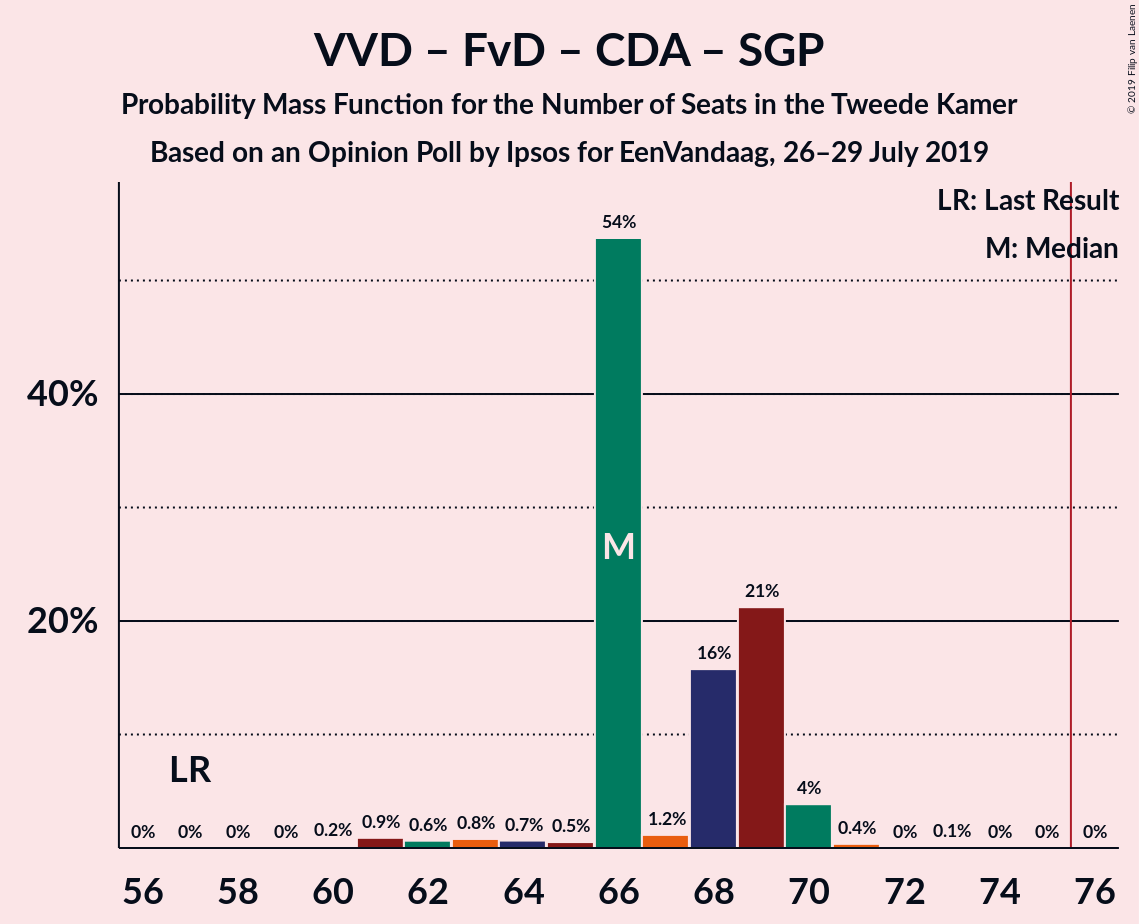 VVD – FvD – CDA – SGP
Probability Mass Function for the Number of Seats in the Tweede Kamer
Based on an Opinion Poll by Ipsos for EenVandaag, 26–29 July 2019
© 2019 Filip van Laenen
LR: Last Result
M: Median
54%
40%
M
21%
20%
16%
LR
4%
0% 0% 0% 0% 0.2% 0.9% 0.6% 0.8% 0.7% 0.5% 1.2% 0.4% 0% 0.1% 0% 0% 0%
56 58 60 62 64 66 68 70 72 74 76